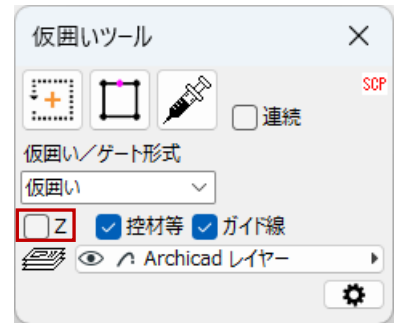 仮囲いツール
SCP
連続
仮囲い／ゲート形式
仮囲い
Z 控材等 ガイド線
Archicad レイヤー